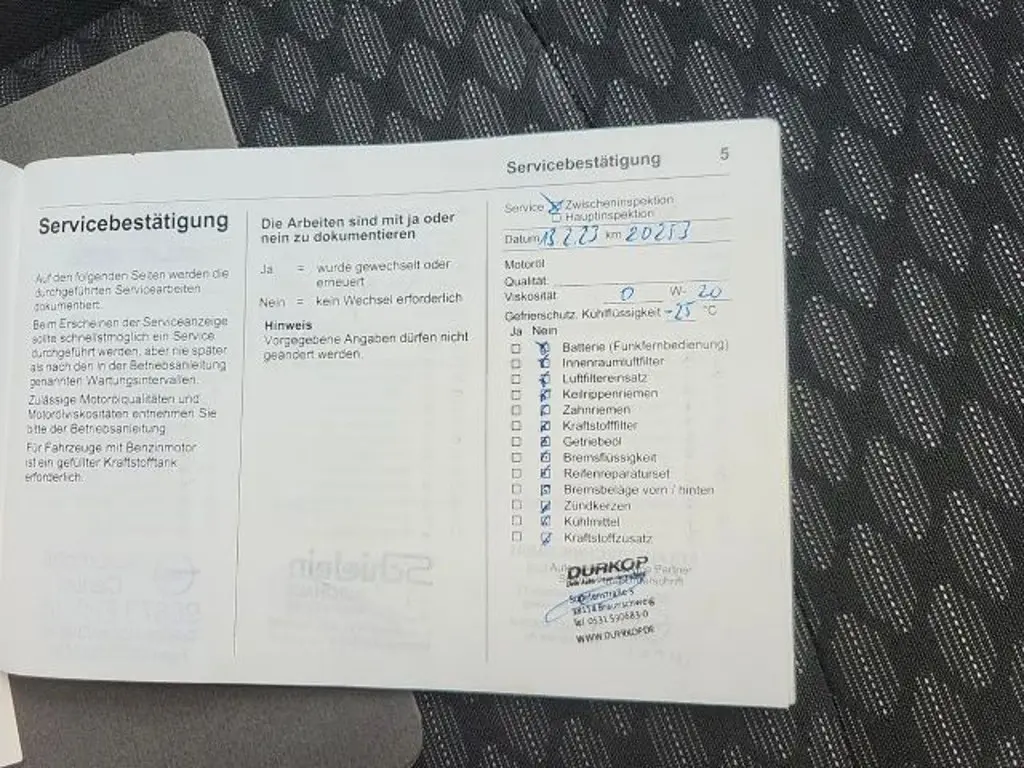 Servicebestätigung 5
Servicebestätigung
Auf den folgenden Seiten werden die
durchgeführten Servicearbeiten
dokumentiert.
Beim Erscheinen der Serviceanzeige
sollte schnellstmöglich ein Service
durchgeführt werden, aber nie später
als nach den in der Betriebsanleitung
genannten Wartungsintervallen.
Zulässige Motorölqualitäten und
Motorölviskositäten entnehmen Sie
bitte der Betriebsanleitung.
Für Fahrzeuge mit Benzinmotor
ist ein gefüllter Kraftstofftank
erforderlich.
Die Arbeiten sind mit ja oder
nein zu dokumentieren
Ja = wurde gewechselt oder
erneuert
Nein = kein Wechsel erforderlich
Hinweis
Vorgegebene Angaben dürfen nicht
geändert werden.
Service Zwischeninspektion
Hauptinspektion
Datum 13.2.23 km 20253
Motoröl
Qualität
Viskosität 0 W- 20
Gefrierschutz, Kühlflüssigkeit -25 °C
Ja Nein
Batterie (Funkfernbedienung)
Innenraumluftfilter
Luftfiltereinsatz
Keilrippenriemen
Zahnriemen
Kraftstofffilter
Getriebeöl
Bremsflüssigkeit
Reifenreparaturset
Bremsbeläge vorn / hinten
Zündkerzen
Kühlmittel
Kraftstoffzusatz
DÜRKOP
Partner
Braunschweig
Tel. 0531.590683-0
WWW.DUERKOP.DE